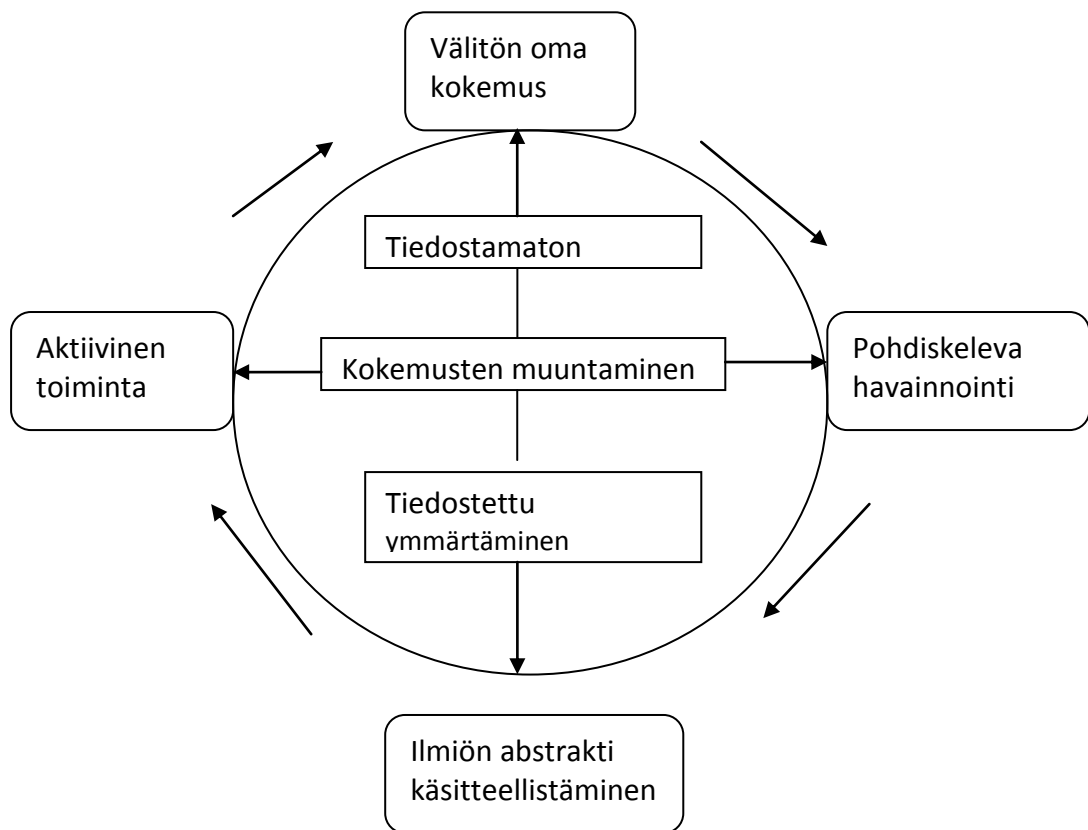 Välitön oma
kokemus
Tiedostamaton
Aktiivinen
toiminta
Kokemusten muuntaminen
Pohdiskeleva
havainnointi
Tiedostettu
ymmärtäminen
Ilmiön abstrakti
käsitteellistäminen